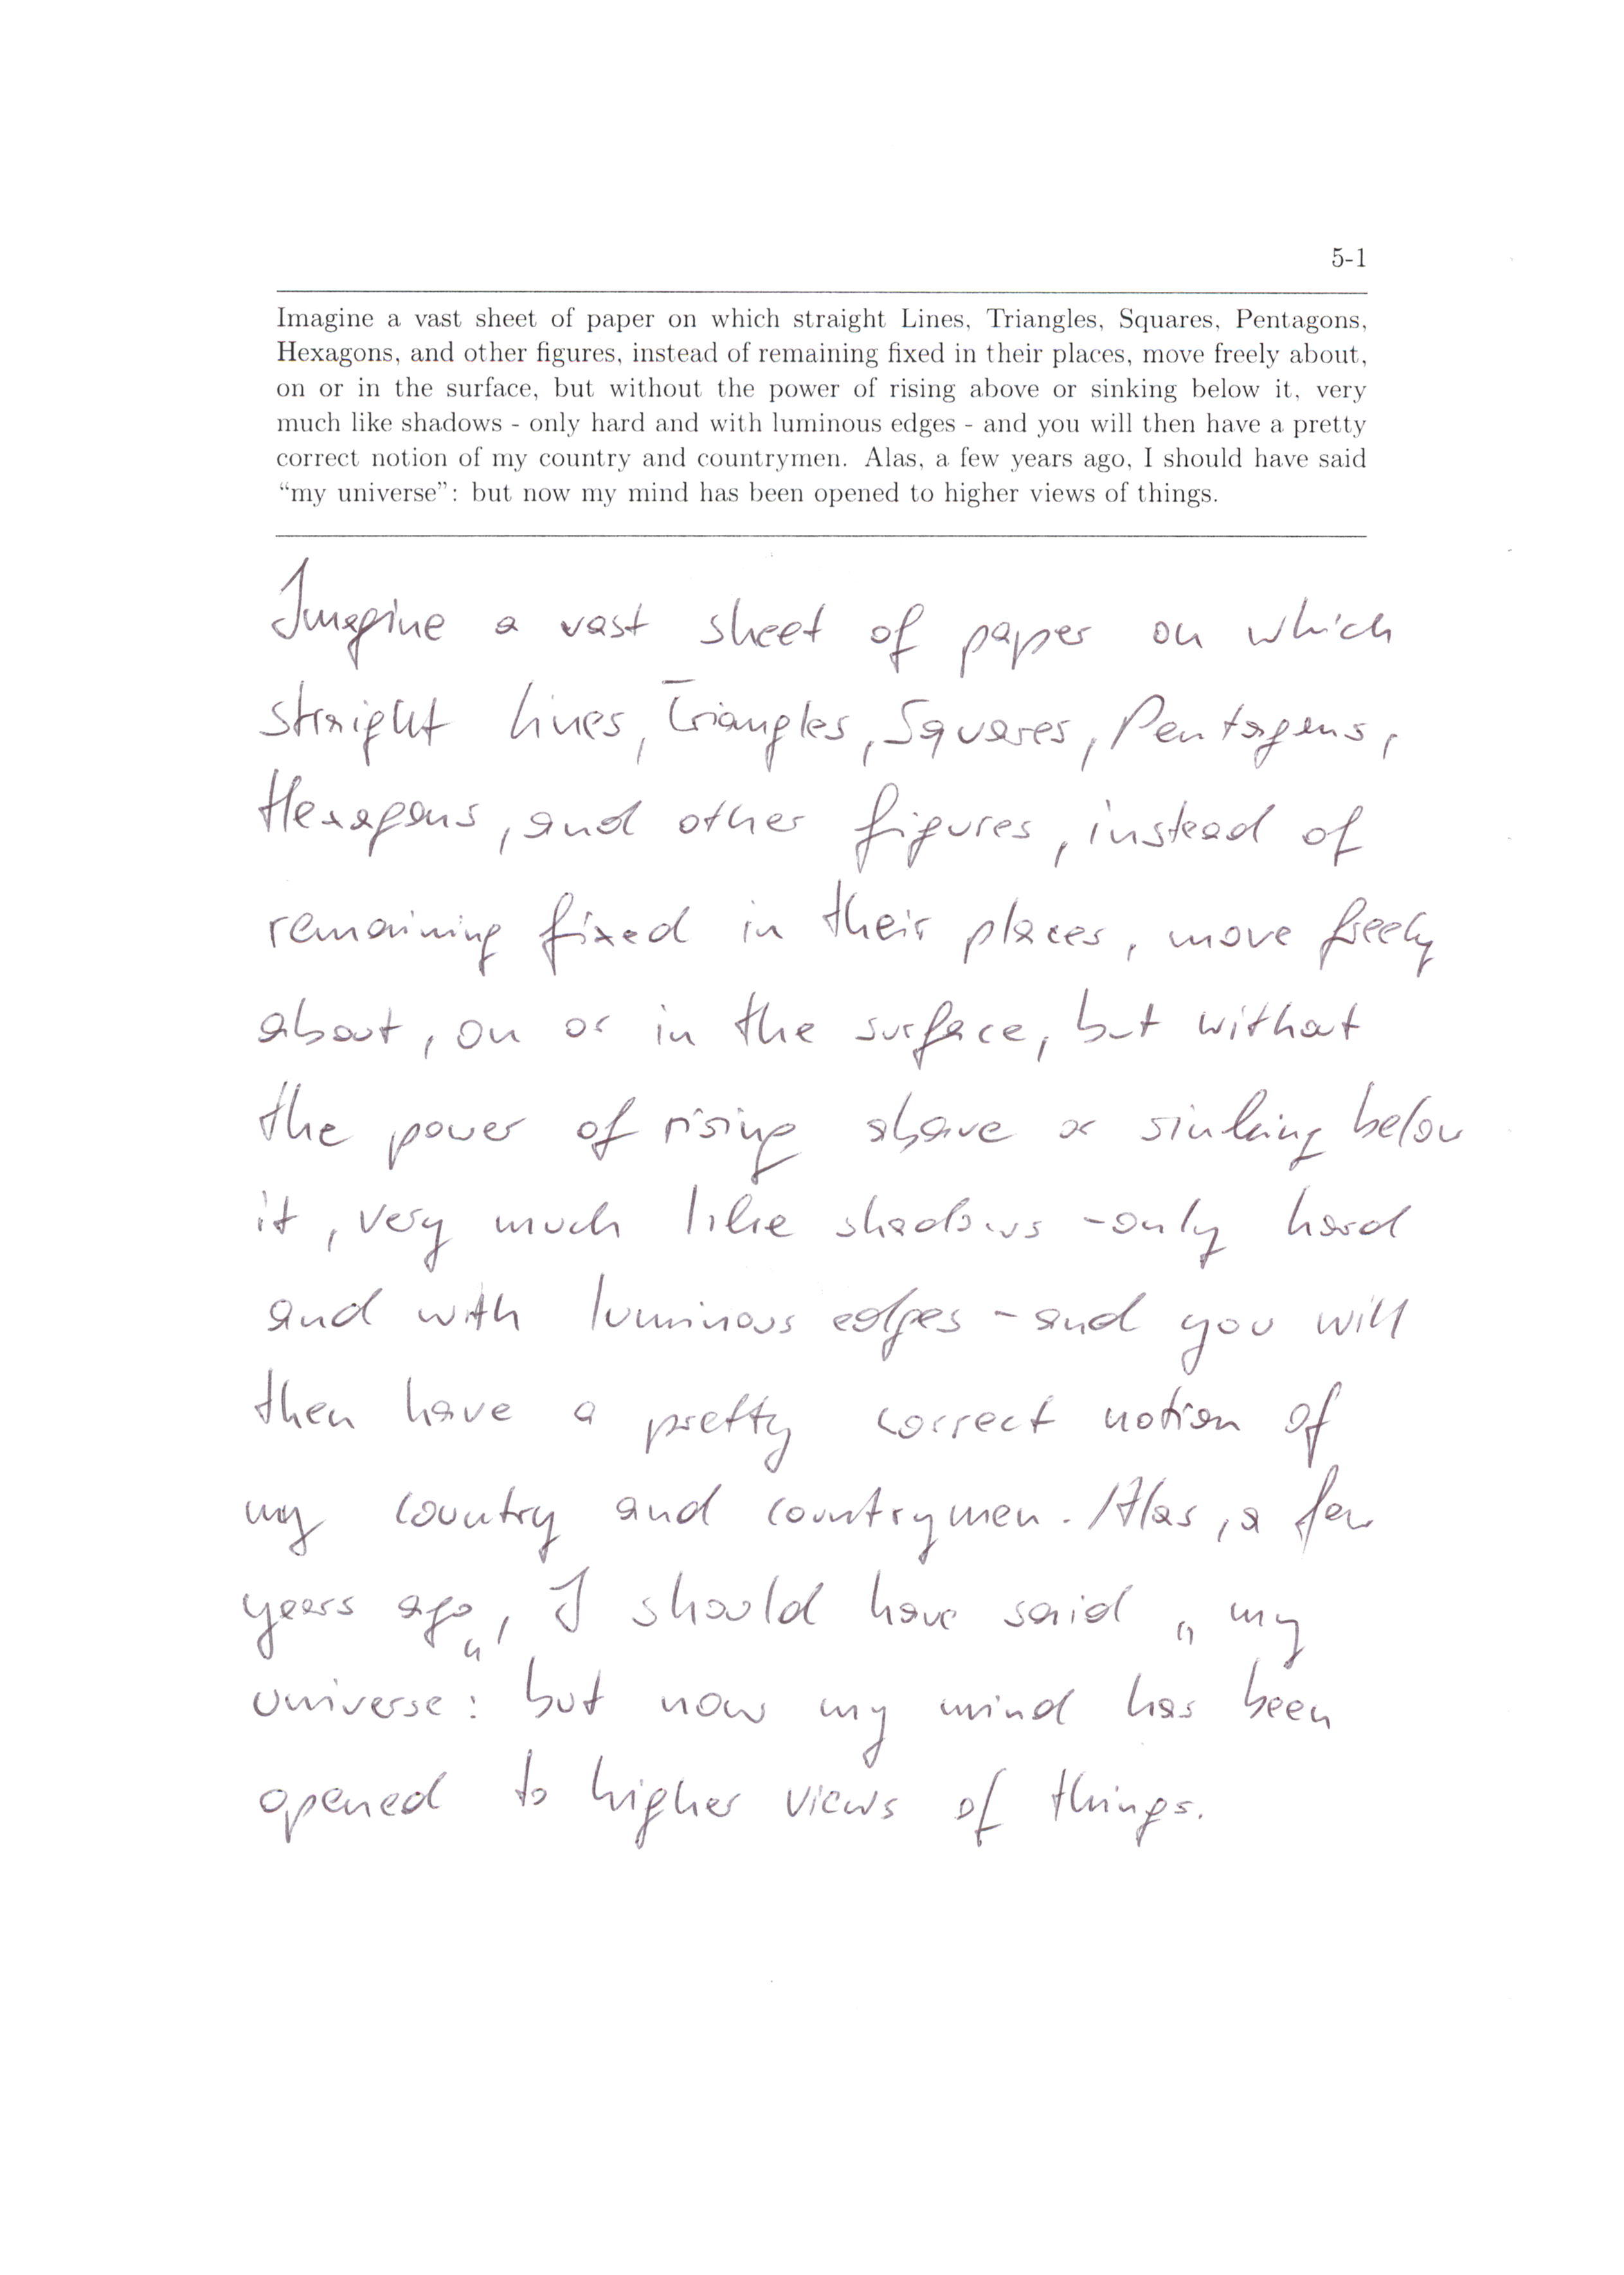 5-1
Imagine a vast sheet of paper on which straight Lines, Triangles, Squares, Pentagons,
Hexagons, and other figures, instead of remaining fixed in their places, move freely about,
on or in the surface, but without the power of rising above or sinking below it, very
much like shadows - only hard and with luminous edges - and you will then have a pretty
correct notion of my country and countrymen. Alas, a few years ago, I should have said
“my universe”: but now my mind has been opened to higher views of things.
Imagine a vast sheet of paper on which
straight lines, Triangles, Squares, Pentagons,
Hexagons, and other figures, instead of
remaining fixed in their places, move freely
about, on or in the surface, but without
the power of rising above or sinking below
it, very much like shadows - only hard
and with luminous edges - and you will
then have a pretty correct notion of
my country and countrymen. Alas, a few
years ago, I should have said „my
universe“: but now my mind has been
opened to higher views of things.